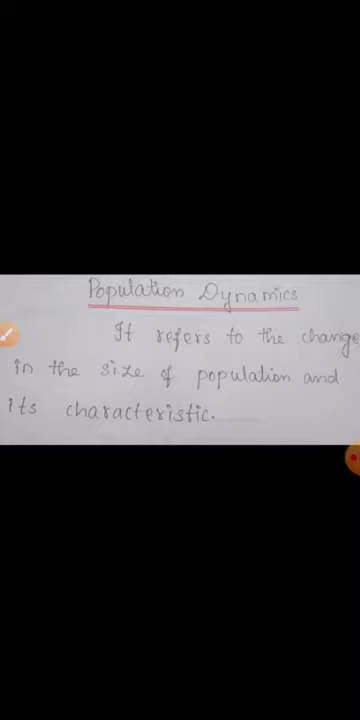 Population Dynamics
It refers to the change
in the size of population and
its characteristic.